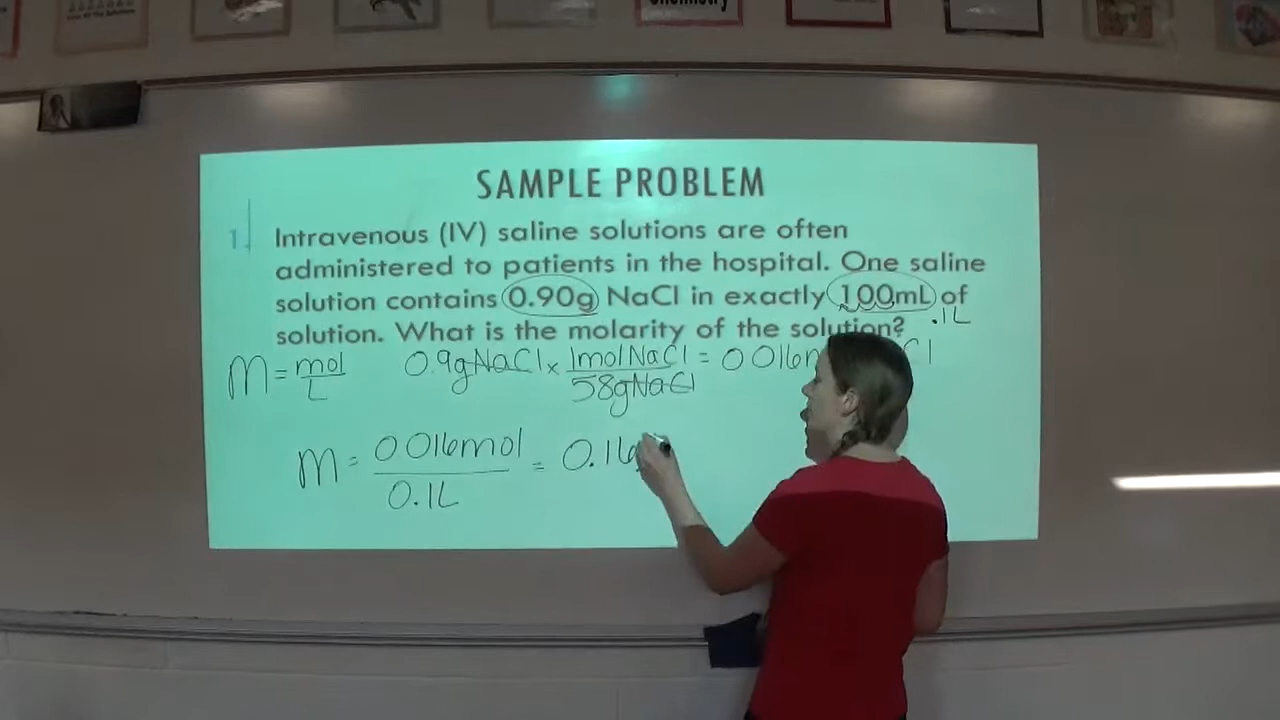 Chemistry
SAMPLE PROBLEM
1. Intravenous (IV) saline solutions are often
administered to patients in the hospital. One saline
solution contains 0.90g NaCl in exactly 100mL of
solution. What is the molarity of the solution? .1L
M = mol/L 0.9gNaCl x 1molNaCl/58gNaCl = 0.016m Cl
M = 0.016mol/0.1L = 0.16